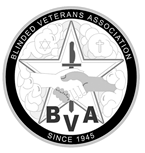 BLINDED VETERANS ASSOCIATION
BVA
SINCE 1945